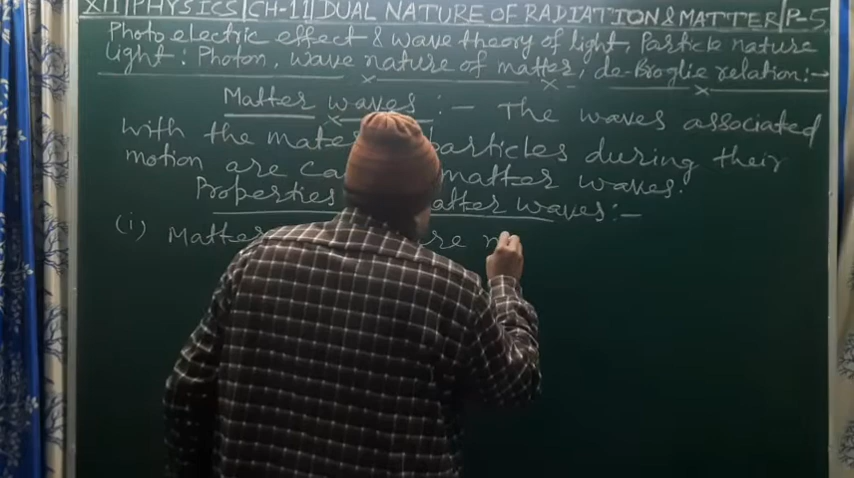 XII|PHYSICS|CH-11|DUAL NATURE OF RADIATION & MATTER|P-5
Photoelectric effect & wave theory of light, Particle nature
light: Photon, wave nature of matter, de-Broglie relation:-
Matter waves :- The waves associated
with the particles during their
motion are matter waves.
Properties waves:-
(i)